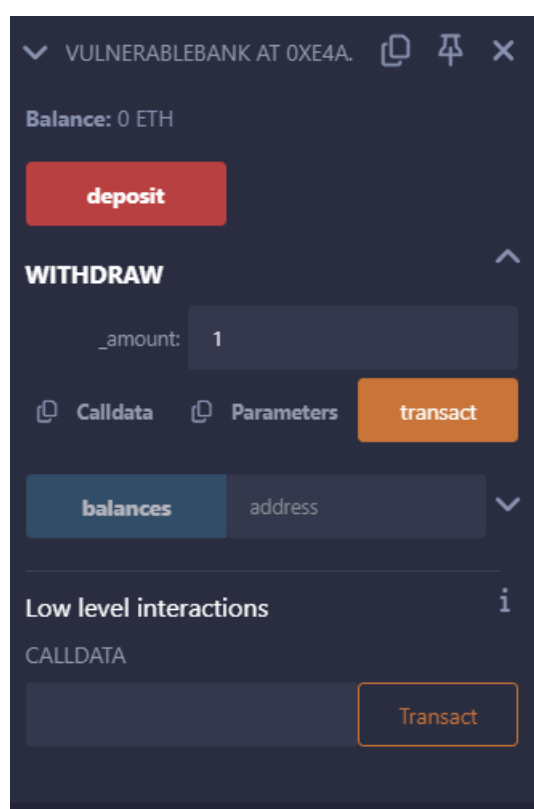 VULNERABLEBANK AT 0XE4A.
Balance: 0 ETH
deposit
WITHDRAW
_amount: 1
Calldata Parameters transact
balances address
Low level interactions i
CALLDATA
Transact